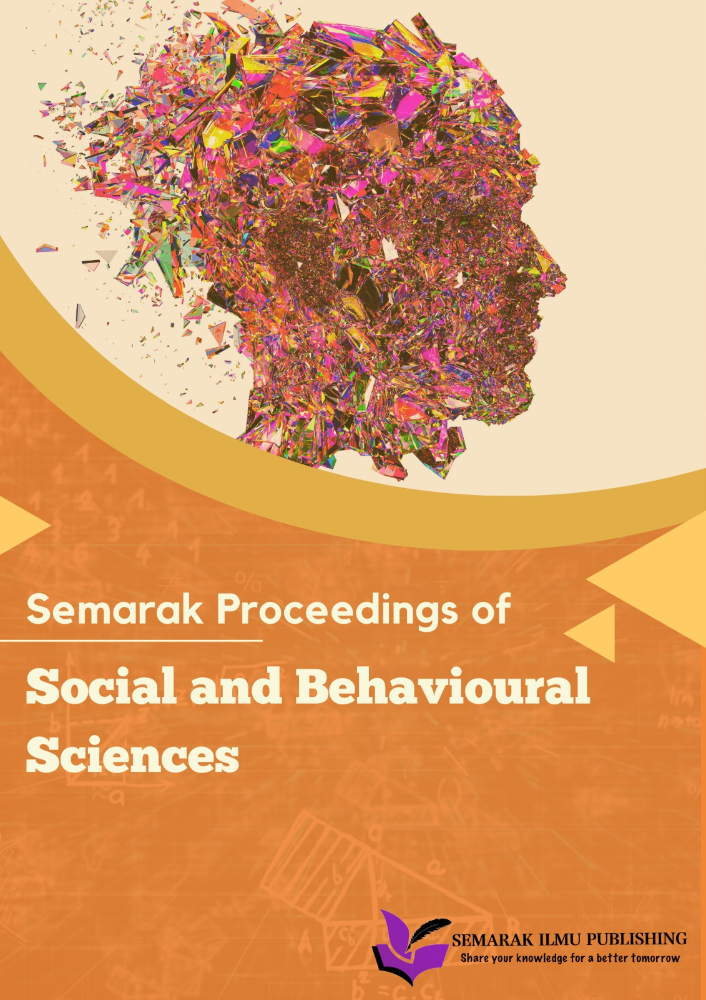 Semarak Proceedings of
Social and Behavioural
Sciences
SEMARAK ILMU PUBLISHING
Share your knowledge for a better tomorrow